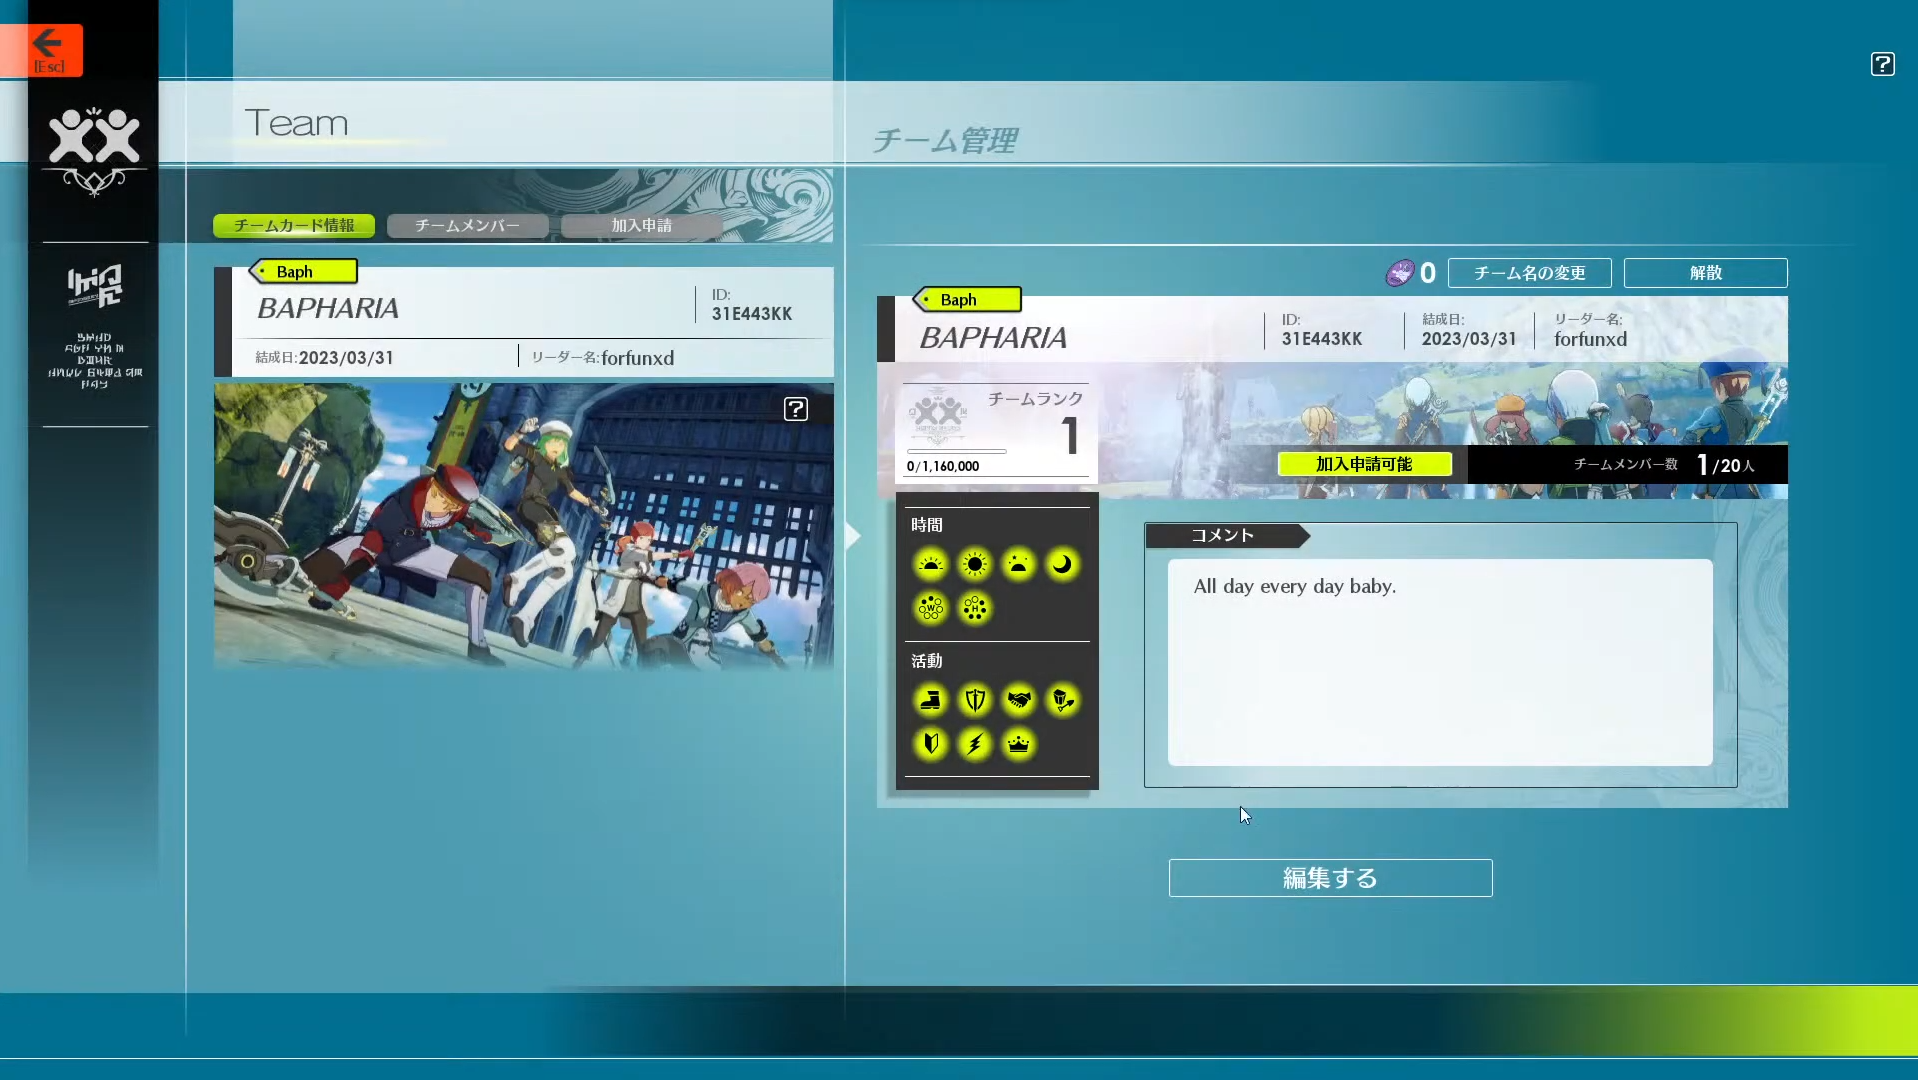 [Esc]
Team
チーム管理
チームカード情報
チームメンバー
加入申請
Baph
BAPHARIA
ID:
31E443KK
結成日:2023/03/31
リーダー名:forfunxd
0
チーム名の変更
解散
Baph
BAPHARIA
ID:
31E443KK
結成日:
2023/03/31
リーダー名:
forfunxd
チームランク
1
0/1,160,000
加入申請可能
チームメンバー数 1/20人
時間
W
H
活動
コメント
All day every day baby.
編集する